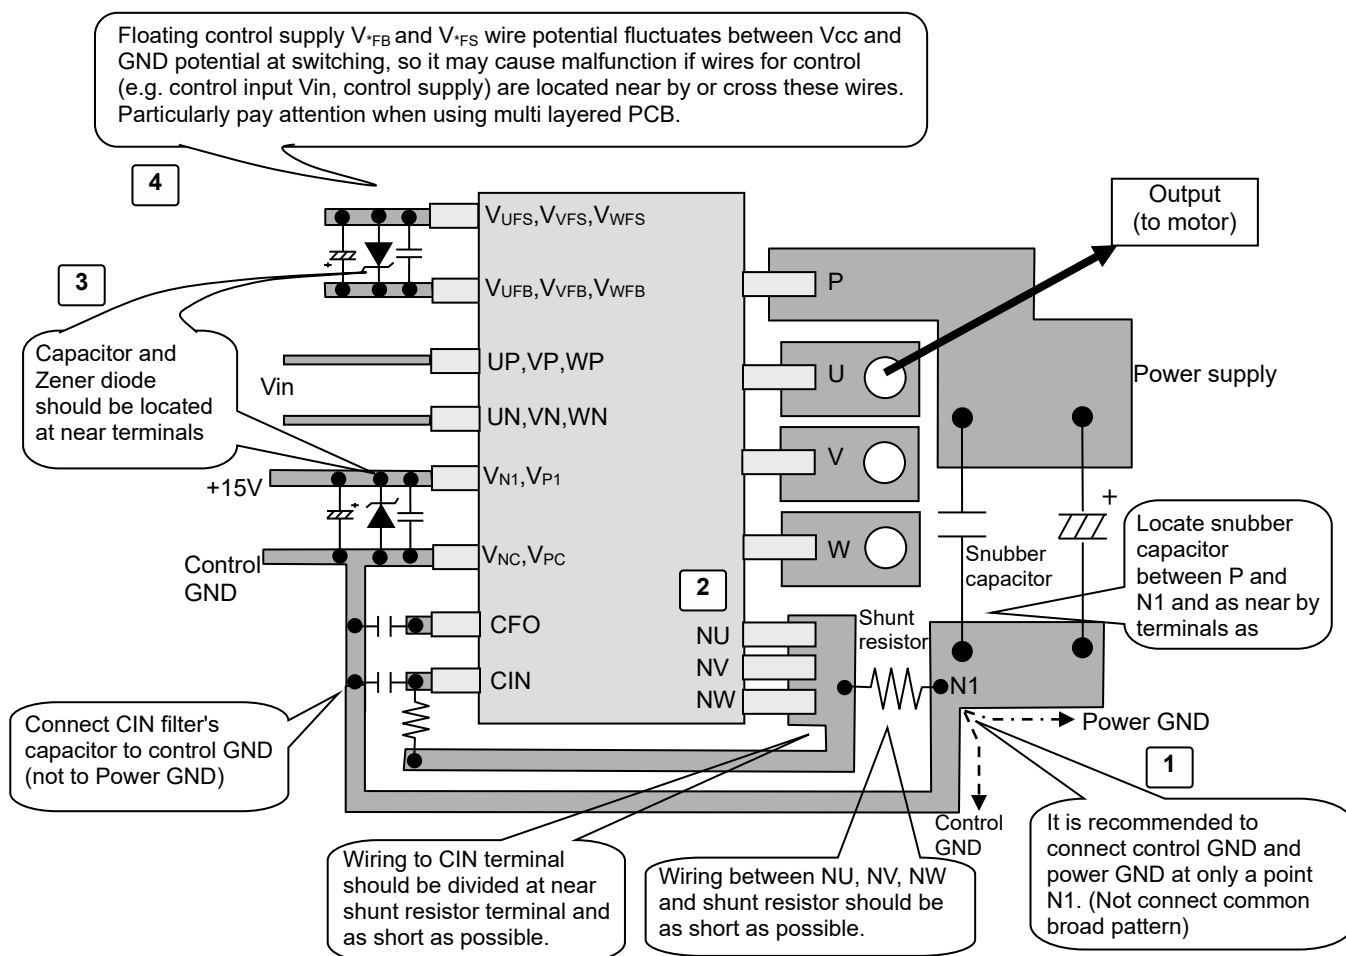 Floating control supply V*FB and V*FS wire potential fluctuates between Vcc and
GND potential at switching, so it may cause malfunction if wires for control
(e.g. control input Vin, control supply) are located near by or cross these wires.
Particularly pay attention when using multi layered PCB.
4
Output
(to motor)
VUFS,VVFS,VWFS
3
+
VUFB,VVFB,VWFB
P
Capacitor and
Zener diode
should be located
at near terminals
Vin
UP,VP,WP
UN,VN,WN
U
Power supply
V
+15V
+
VN1,VP1
+
Locate snubber
capacitor
between P and
N1 and as near by
terminals as
Control
GND
VNC,VPC
W
Snubber
capacitor
2
CFO
NU
NV
NW
Shunt
resistor
CIN
N1
Connect CIN filter's
capacitor to control GND
(not to Power GND)
Power GND
1
Control
GND
Wiring to CIN terminal
should be divided at near
shunt resistor terminal and
as short as possible.
Wiring between NU, NV, NW
and shunt resistor should be
as short as possible.
It is recommended to
connect control GND and
power GND at only a point
N1. (Not connect common
broad pattern)